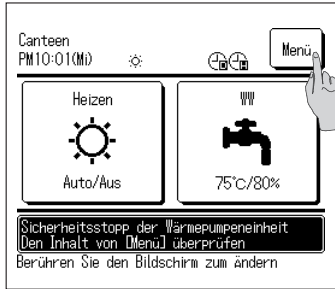 Canteen
PM10:01(Mi)
Menü
Heizen
WW
Auto/Aus
75°C/80%
Sicherheitsstopp der Wärmepumpeneinheit
Den Inhalt von [Menü] überprüfen
Berühren Sie den Bildschirm zum ändern